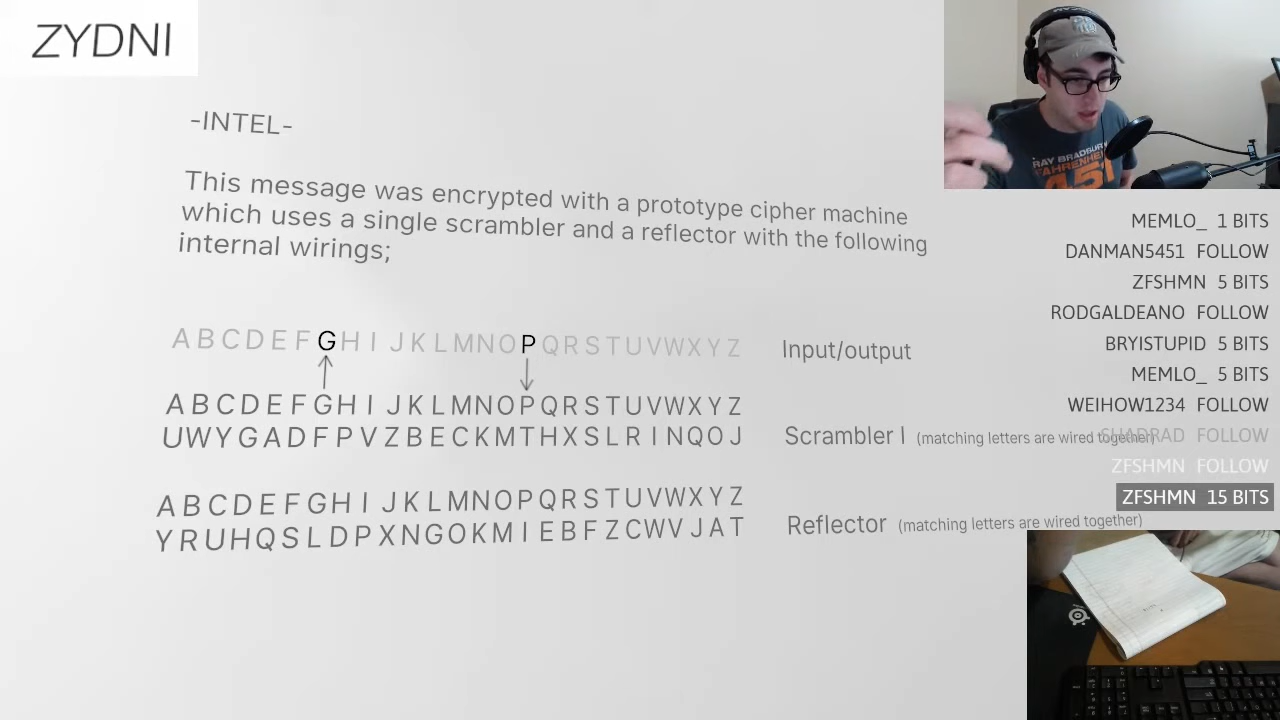 ZYDNI
-INTEL-
This message was encrypted with a prototype cipher machine
which uses a single scrambler and a reflector with the following
internal wirings;
A B C D E F G H I J K L M N O P Q R S T U V W X Y Z Input/output
A B C D E F G H I J K L M N O P Q R S T U V W X Y Z
U W Y G A D F P V Z B E C K M T H X S L R I N Q O J Scrambler I (matching letters are wired together)
A B C D E F G H I J K L M N O P Q R S T U V W X Y Z
Y R U H Q S L D P X N G O K M I E B F Z C W V J A T Reflector (matching letters are wired together)
RAY BRADBURY
FAHRENHEIT
451
MEMLO_ 1 BITS
DANMAN5451 FOLLOW
ZFSHMN 5 BITS
RODGALDEANO FOLLOW
BRYISTUPID 5 BITS
MEMLO_ 5 BITS
WEIHOW1234 FOLLOW
FOLLOW
ZFSHMN FOLLOW
ZFSHMN 15 BITS